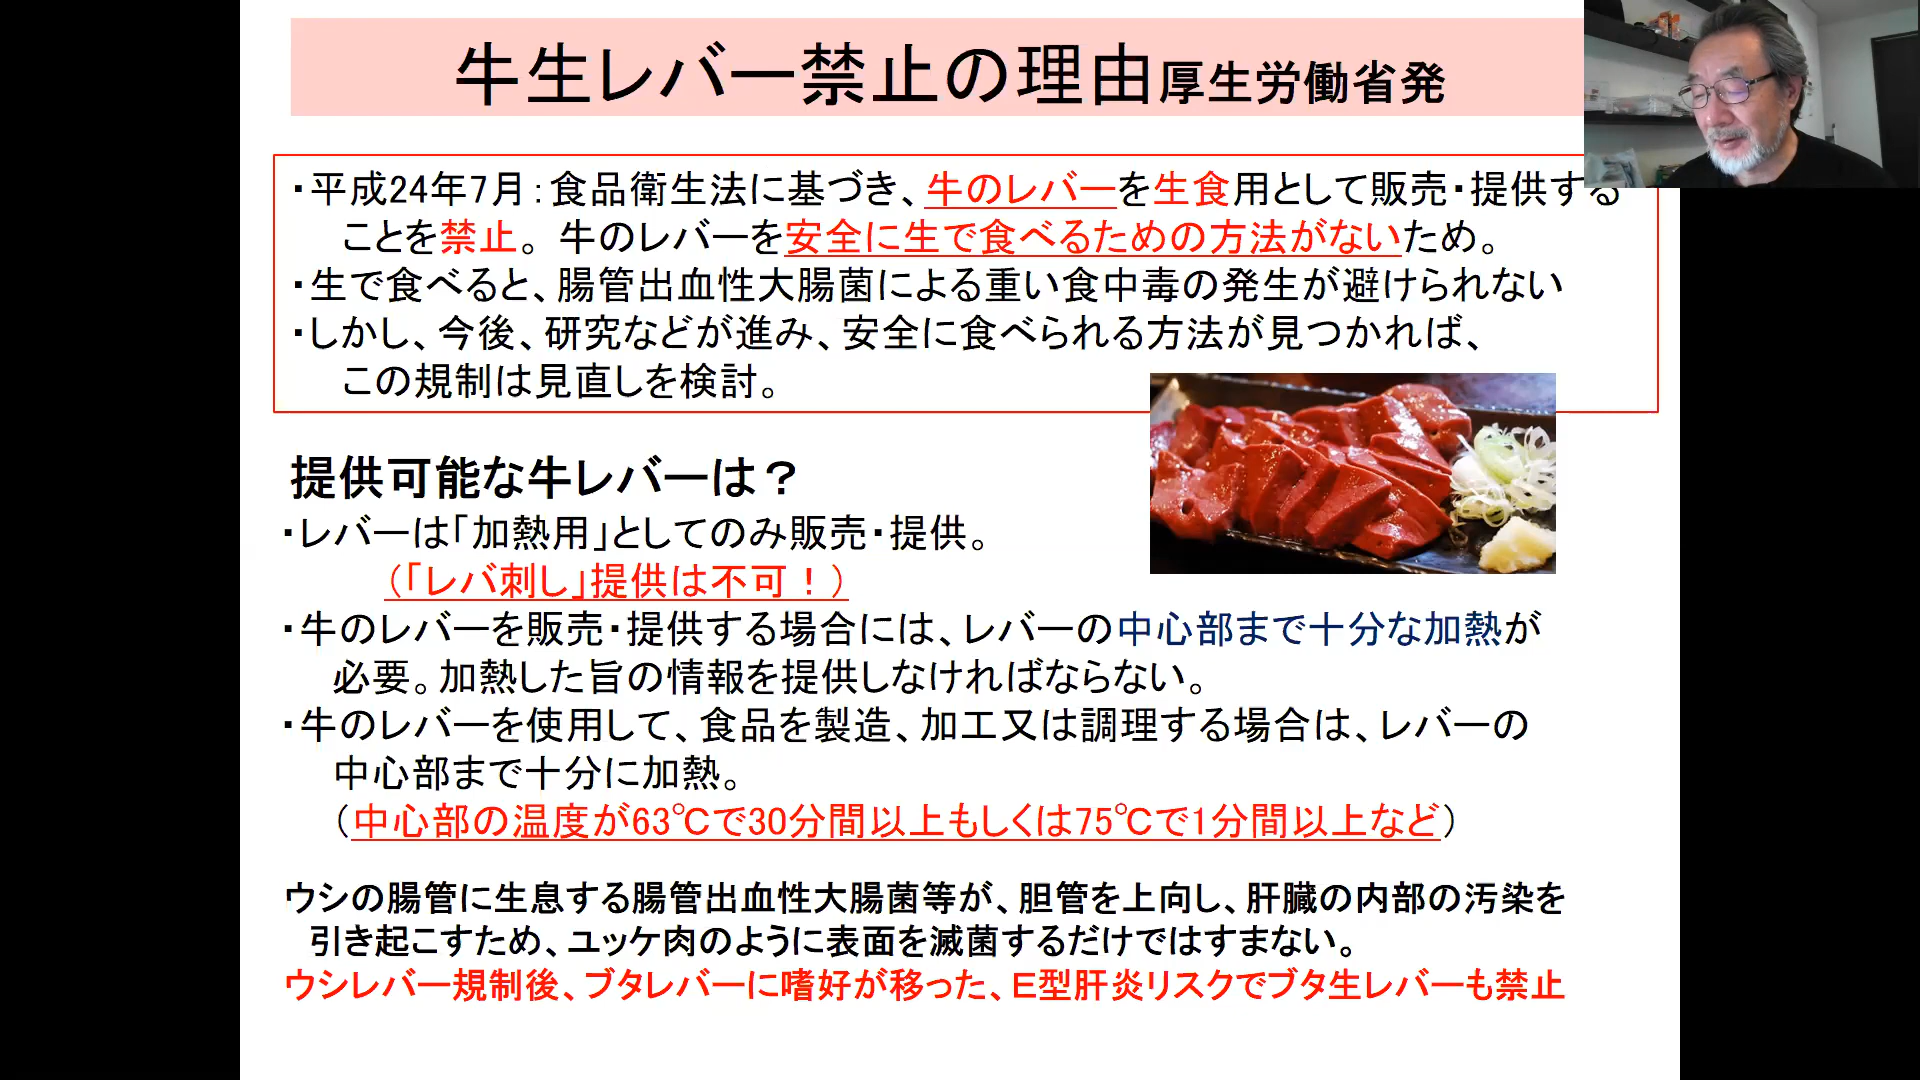 牛生レバー禁止の理由厚生労働省発
・平成24年7月：食品衛生法に基づき、牛のレバーを生食用として販売・提供する
ことを禁止。牛のレバーを安全に生で食べるための方法がないため。
・生で食べると、腸管出血性大腸菌による重い食中毒の発生が避けられない
・しかし、今後、研究などが進み、安全に食べられる方法が見つかれば、
この規制は見直しを検討。
提供可能な牛レバーは？
・レバーは「加熱用」としてのみ販売・提供。
（「レバ刺し」提供は不可！）
・牛のレバーを販売・提供する場合には、レバーの中心部まで十分な加熱が
必要。加熱した旨の情報を提供しなければならない。
・牛のレバーを使用して、食品を製造、加工又は調理する場合は、レバーの
中心部まで十分に加熱。
（中心部の温度が63℃で30分間以上もしくは75℃で1分間以上など）
ウシの腸管に生息する腸管出血性大腸菌等が、胆管を上向し、肝臓の内部の汚染を
引き起こすため、ユッケ肉のように表面を滅菌するだけではすまない。
ウシレバー規制後、ブタレバーに嗜好が移った、E型肝炎リスクでブタ生レバーも禁止